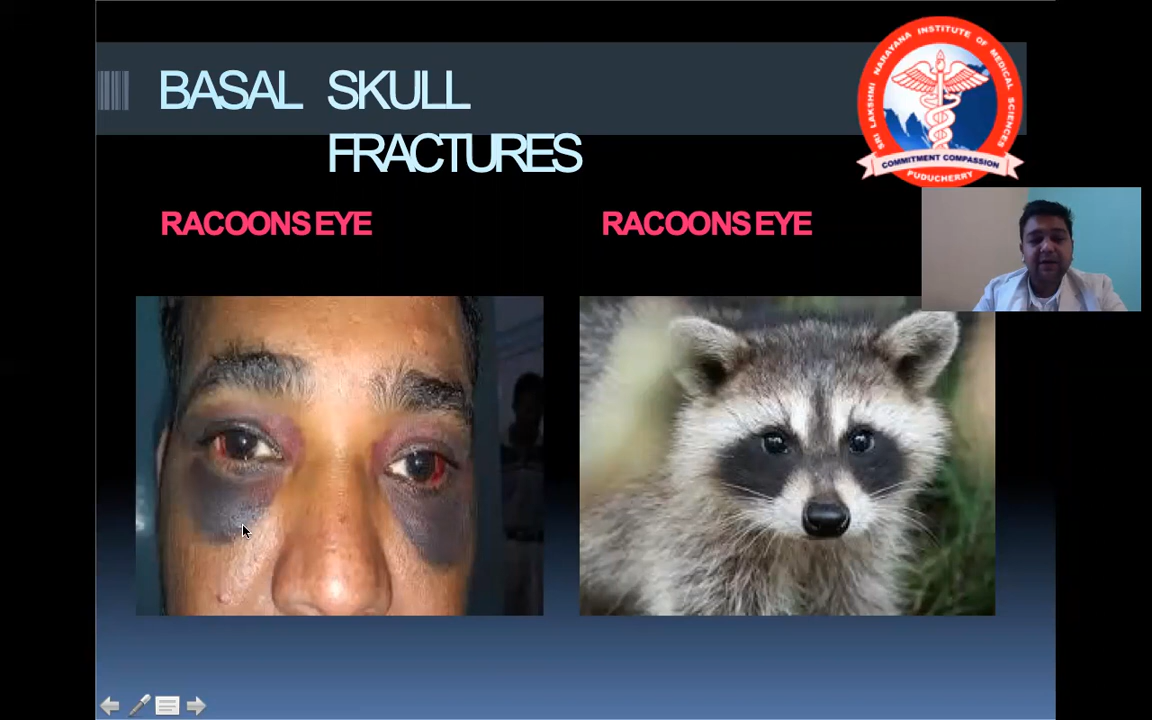 BASAL SKULL
FRACTURES
SRI LAKSHMI NARAYANA INSTITUTE OF MEDICAL SCIENCES
COMMITMENT COMPASSION
PUDUCHERRY
RACOONS EYE
RACOONS EYE